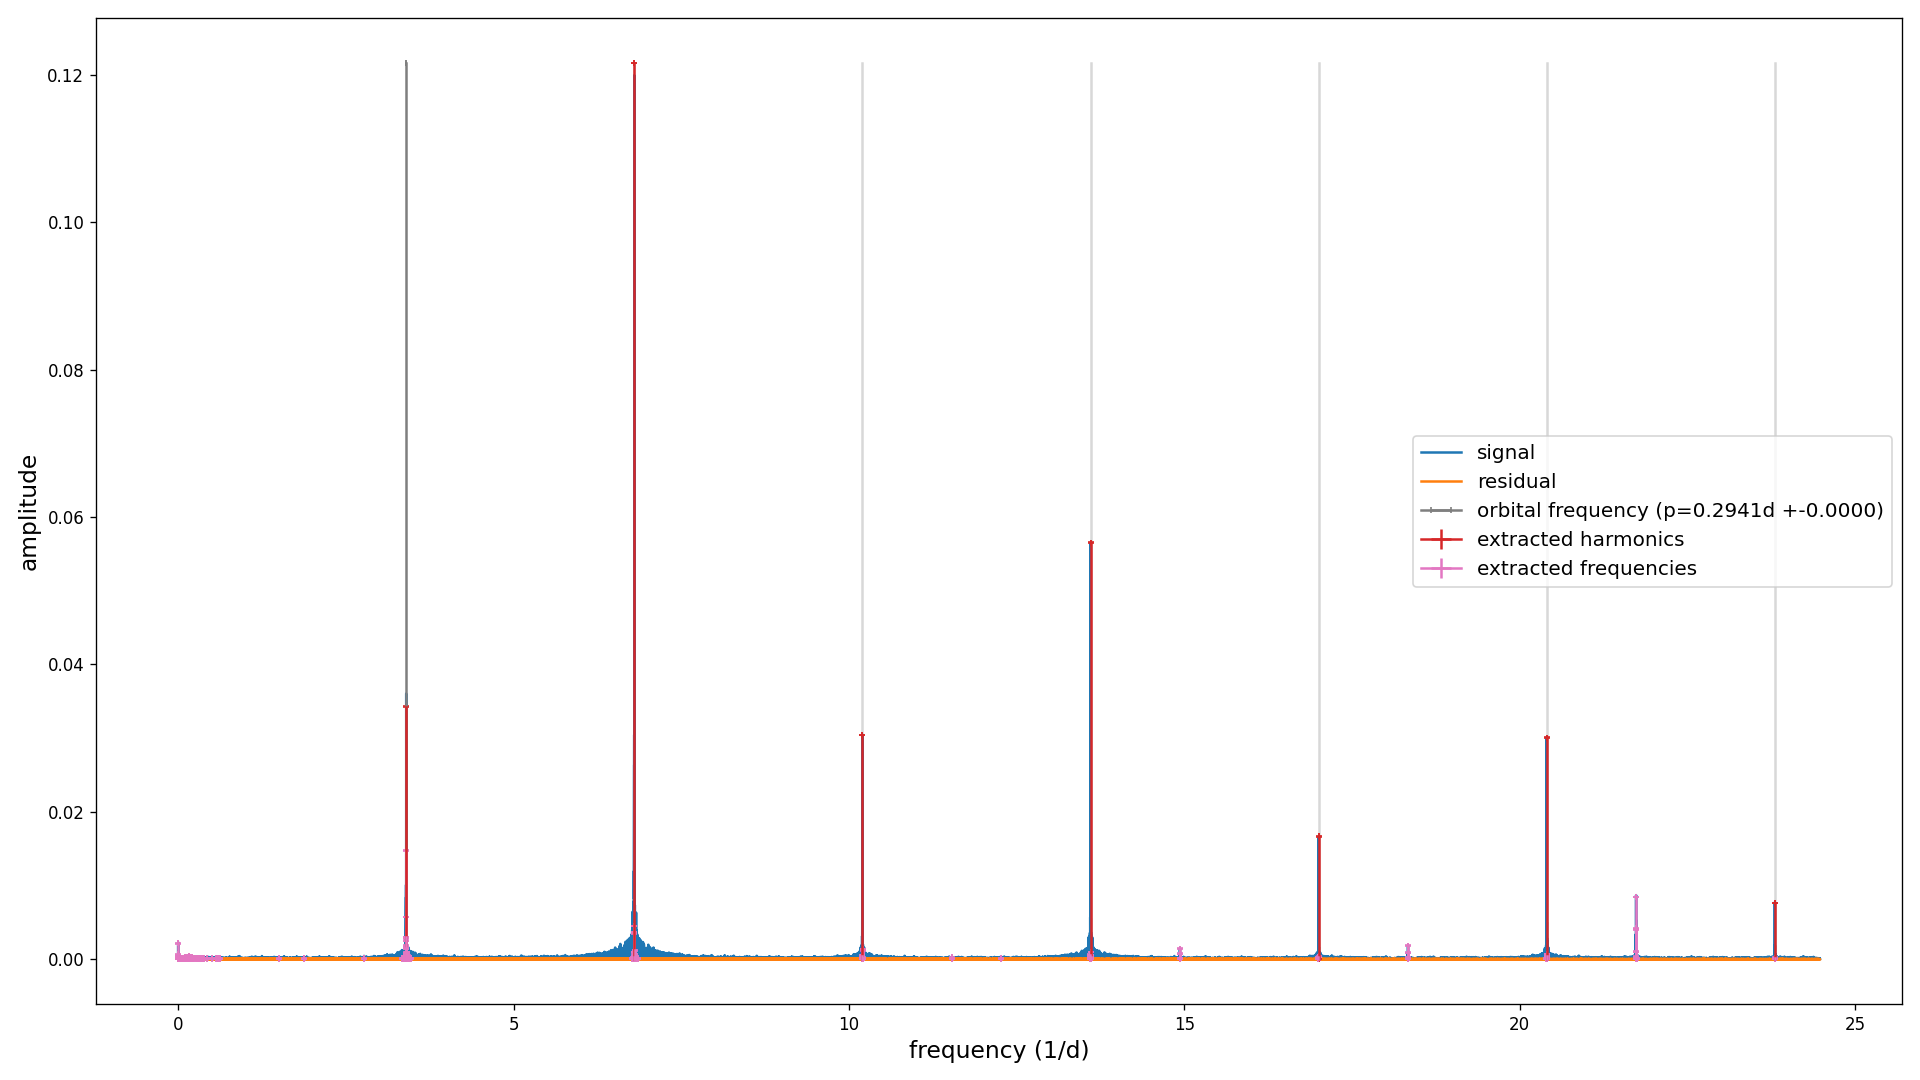 amplitude
0.12
0.10
0.08
0.06
0.04
0.02
0.00
signal
residual
orbital frequency (p=0.2941d +-0.0000)
extracted harmonics
extracted frequencies
0 5 10 15 20 25
frequency (1/d)